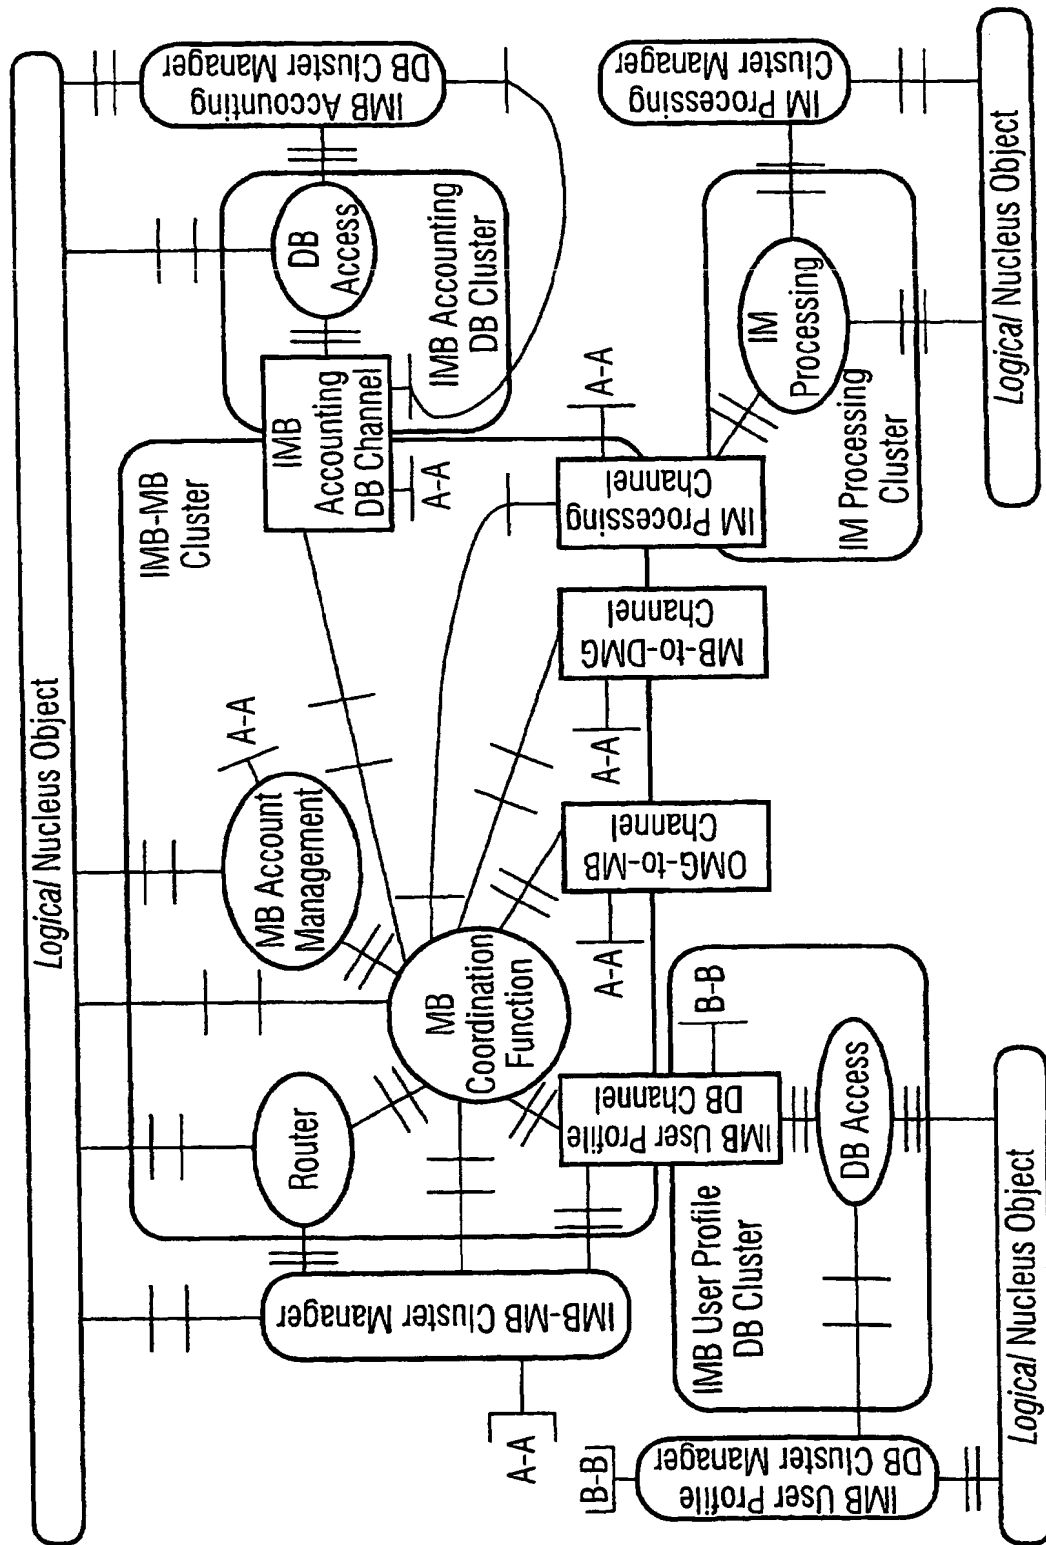 Logical Nucleus Object
IMB-MB Cluster Manager
A-A
Router
MB
Coordination
Function
MB Account
Management
A-A
IMB-MB
Cluster
IMB
Accounting
DB Channel
A-A
DB
Access
IMB Accounting
DB Cluster
IMB Accounting
DB Cluster Manager
IMB User Profile
DB Channel
B-B
OMG-to-MB
Channel
A-A
MB-to-DMG
Channel
A-A
IM Processing
Channel
A-A
IMB User Profile
DB Cluster
DB Access
IMB User Profile
DB Cluster Manager
B-B
Logical Nucleus Object
IM
Processing
IM Processing
Cluster
IM Processing
Cluster Manager
Logical Nucleus Object